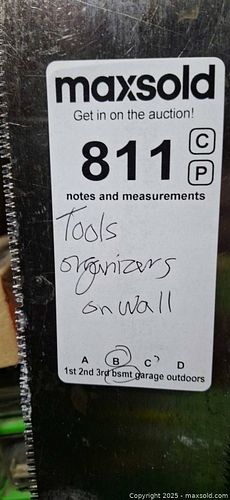 maxsold
Get in on the auction!
811 C
P
notes and measurements
Tools
organizers
on wall
A B C D
1st 2nd 3rd bsmt garage outdoors
Copyright 2025 - maxsold.com